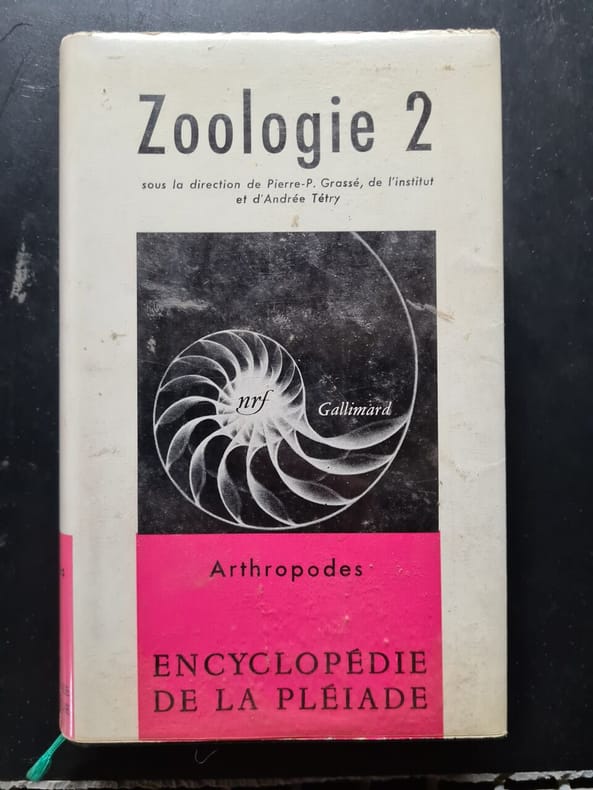 Zoologie 2
sous la direction de Pierre-P. Grassé, de l'institut
et d'Andrée Tétry
nrf
Gallimard
Arthropodes
ENCYCLOPÉDIE
DE LA PLÉIADE